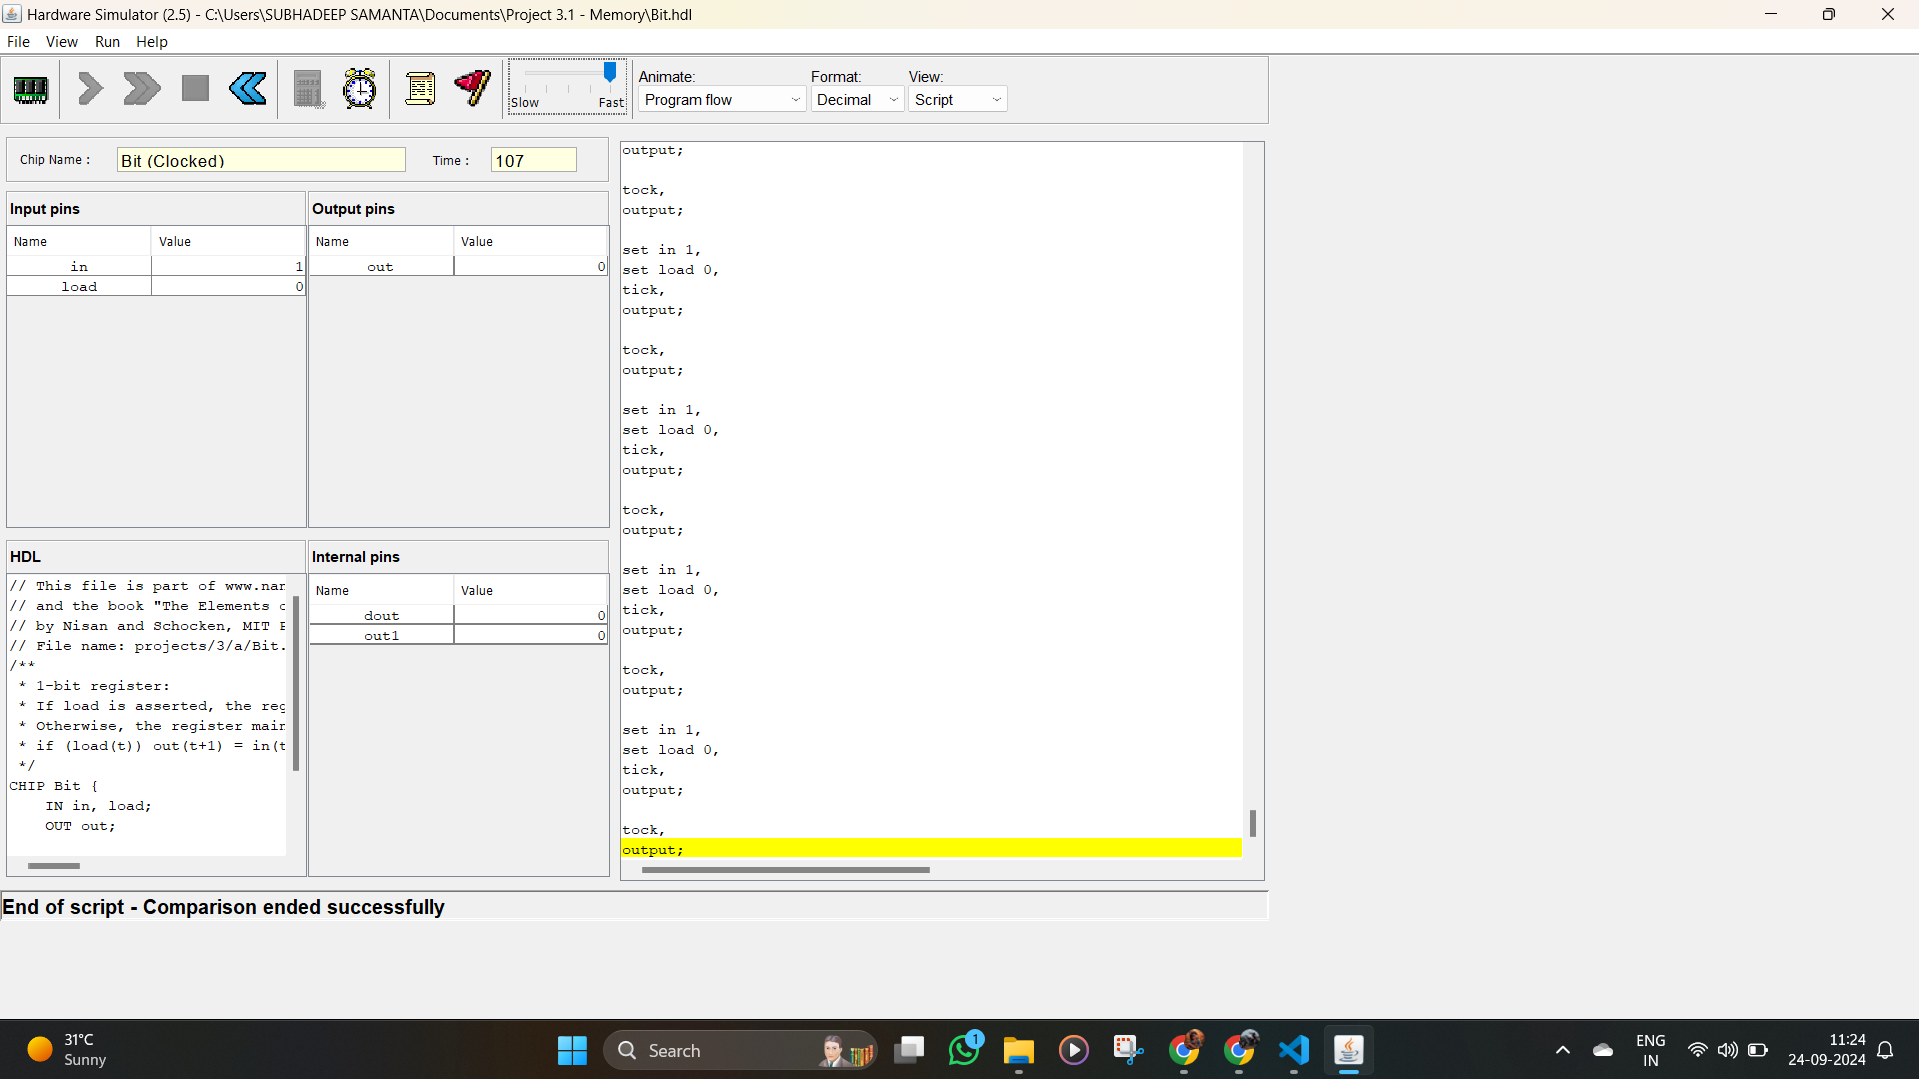 Hardware Simulator (2.5) - C:\Users\SUBHADEEP SAMANTA\Documents\Project 3.1 - Memory\Bit.hdl
File View Run Help
Slow Fast
Animate: Format: View:
Program flow Decimal Script
Chip Name : Bit (Clocked) Time : 107
Input pins
Name Value
in 1
load 0
Output pins
Name Value
out 0
HDL
// This file is part of www.nan
// and the book "The Elements o
// by Nisan and Schocken, MIT P
// File name: projects/3/a/Bit.
/**
* 1-bit register:
* If load is asserted, the reg
* Otherwise, the register main
* if (load(t)) out(t+1) = in(t
*/
CHIP Bit {
IN in, load;
OUT out;
Internal pins
Name Value
dout 0
out1 0
output;
tock,
output;
set in 1,
set load 0,
tick,
output;
tock,
output;
set in 1,
set load 0,
tick,
output;
tock,
output;
set in 1,
set load 0,
tick,
output;
tock,
output;
set in 1,
set load 0,
tick,
output;
tock,
output;
End of script - Comparison ended successfully
31°C
Sunny
Search
1
ENG
IN
11:24
24-09-2024